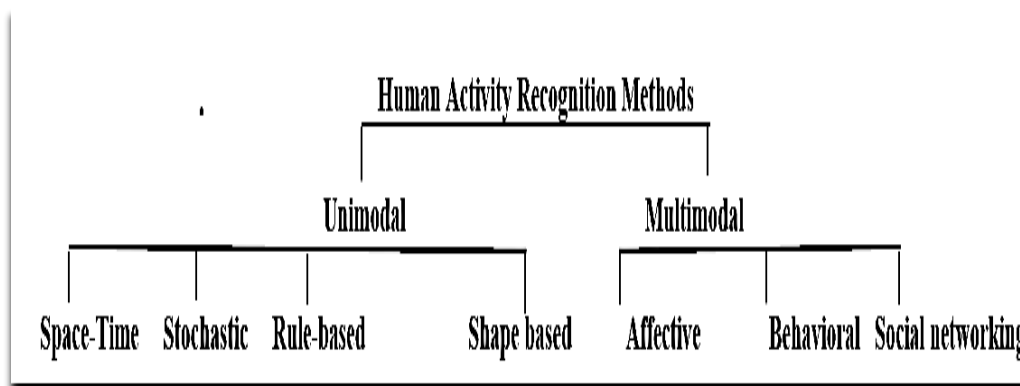 Human Activity Recognition Methods
Unimodal Multimodal
Space-Time Stochastic Rule-based Shape based Affective Behavioral Social networking